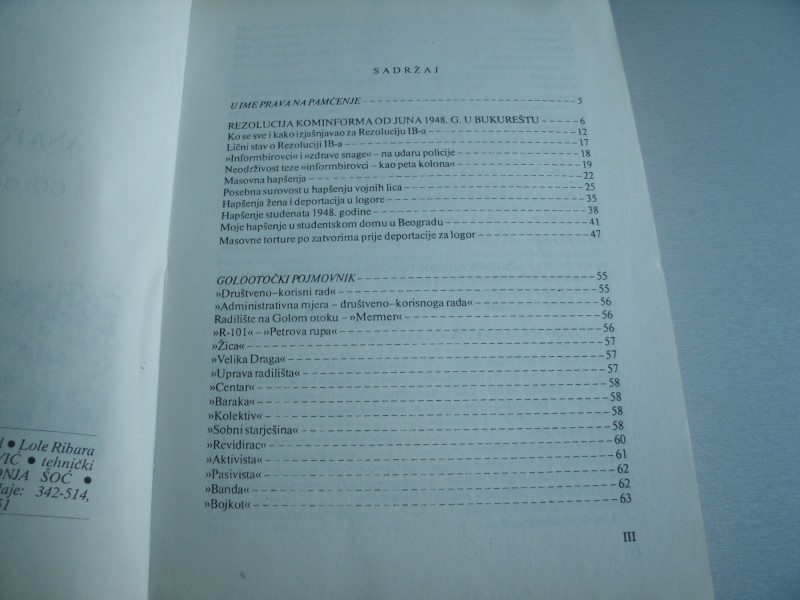 SADRŽAJ
U IME PRAVA NA PAMĆENJE – 5
REZOLUCIJA KOMINFORMA OD JUNA 1948. G. U BUKUREŠTU – 6
Ko se sve i kako izjašnjavao za Rezoluciju IB-a – 12
Lični stav o Rezoluciji IB-a – 17
»Informbirovci« i »zdrave snage« – na udaru policije – 18
Neodrživost teze »informbirovci – kao peta kolona« – 19
Masovna hapšenja – 22
Posebna surovost u hapšenju vojnih lica – 25
Hapšenja žena i deportacija u logore – 35
Hapšenje studenata 1948. godine – 38
Moje hapšenje u studentskom domu u Beogradu – 41
Masovne torture po zatvorima prije deportacije za logor – 47
GOLOOTOČKI POJMOVNIK – 55
»Društveno–korisni rad« – 55
»Administrativna mjera – društveno–korisnoga rada« – 56
Radilište na Golom otoku – »Mermer« – 56
»R-101« – »Petrova rupa« – 56
»Žica« – 57
»Velika Draga« – 57
»Uprava radilišta« – 57
»Centar« – 58
»Baraka« – 58
»Kolektiv« – 58
»Sobni starješina« – 58
»Revidirac« – 60
»Aktivista« – 61
»Pasivista« – 62
»Banda« – 62
»Bojkot« – 63
III
● Lole Ribara
VIĆ ● tehnički
ONJA ŠOĆ ●
aje: 342-514,
51